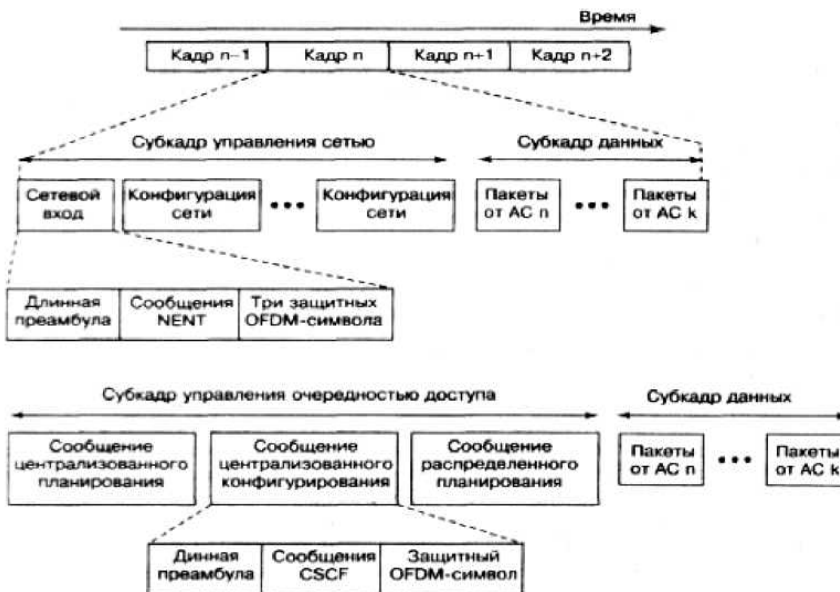 Время
Кадр n−1 Кадр n Кадр n+1 Кадр n+2
Субкадр управления сетью Субкадр данных
Сетевой Конфигурация ••• Конфигурация Пакеты ••• Пакеты
вход сети сети от АС n от АС k
Длинная Сообщения Три защитных
преамбула NENT OFDM-символа
Субкадр управления очередностью доступа Субкадр данных
Сообщение Сообщение Сообщение Пакеты ••• Пакеты
централизованного централизованного распределенного от АС n от АС k
планирования конфигурирования планирования
Динная Сообщения Защитный
преамбула CSCF OFDM-символ